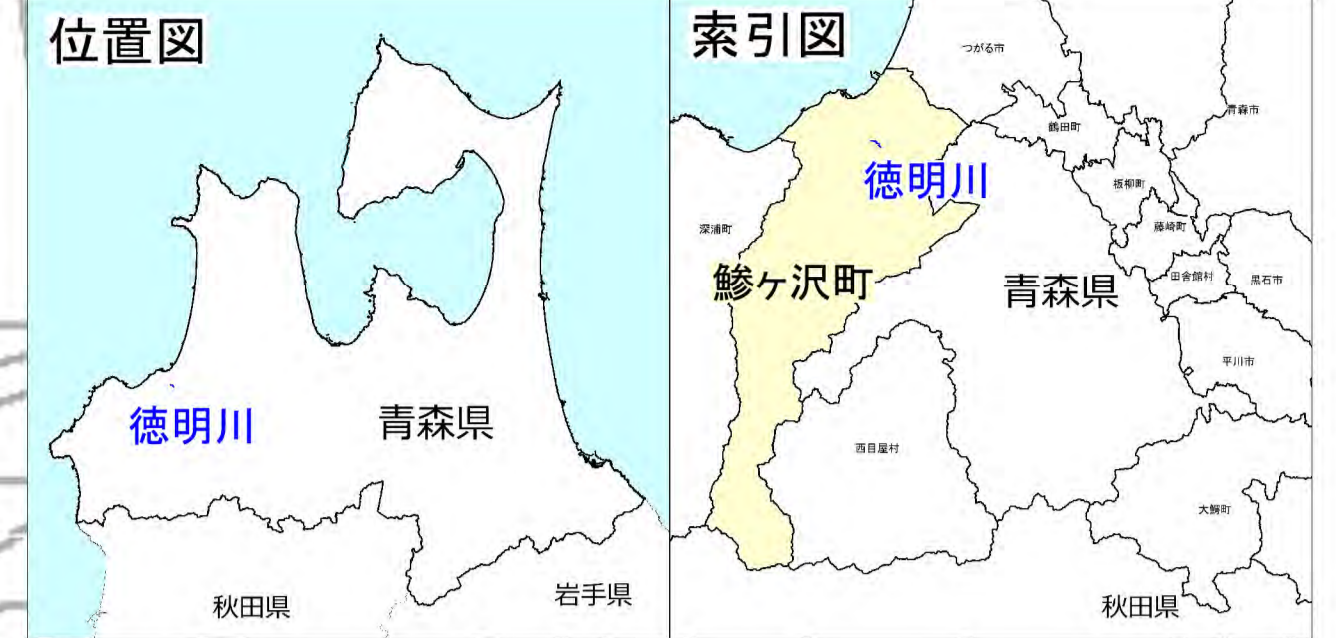 位置図
徳明川
青森県
秋田県
岩手県
索引図
つがる市
青森市
鶴田町
徳明川
板柳町
深浦町
藤崎町
鰺ヶ沢町
青森県
田舎館村
黒石市
平川市
西目屋村
大鰐町
秋田県